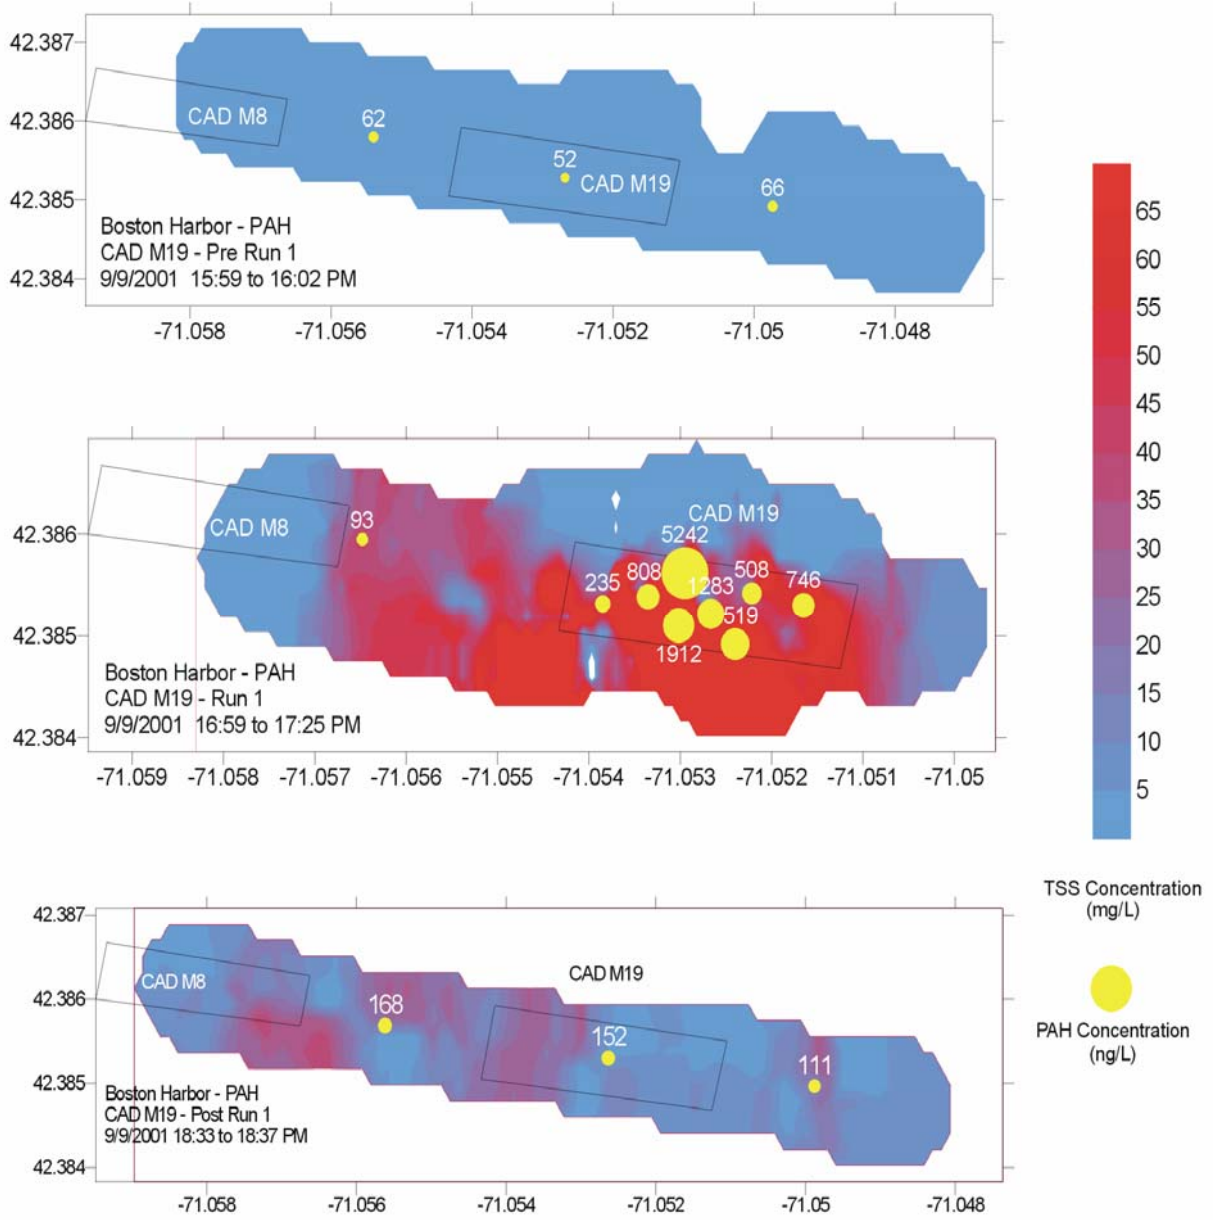 42.387
42.386
42.385
42.384
CAD M8
62
52
CAD M19
66
Boston Harbor - PAH
CAD M19 - Pre Run 1
9/9/2001 15:59 to 16:02 PM
-71.058 -71.056 -71.054 -71.052 -71.05 -71.048
42.386
42.385
42.384
CAD M8
93
CAD M19
5242
235
808
1283
508
746
519
1912
Boston Harbor - PAH
CAD M19 - Run 1
9/9/2001 16:59 to 17:25 PM
-71.059 -71.058 -71.057 -71.056 -71.055 -71.054 -71.053 -71.052 -71.051 -71.05
42.387
42.386
42.385
42.384
CAD M8
168
CAD M19
152
111
Boston Harbor - PAH
CAD M19 - Post Run 1
9/9/2001 18:33 to 18:37 PM
-71.058 -71.056 -71.054 -71.052 -71.05 -71.048
65
60
55
50
45
40
35
30
25
20
15
10
5
TSS Concentration
(mg/L)
PAH Concentration
(ng/L)